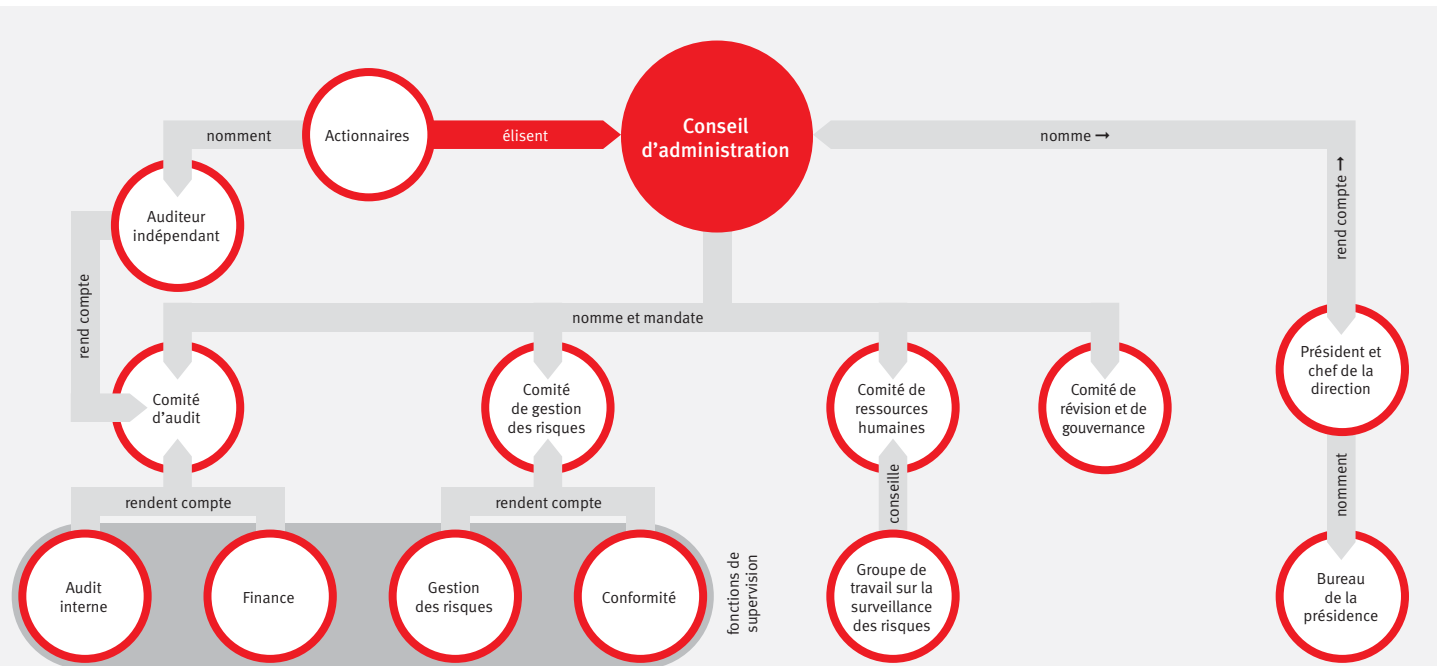 nomment
Actionnaires
élisent
Conseil
d’administration
nomme →
rend compte →
Auditeur
indépendant
rend compte
nomme et mandate
Comité
d’audit
Comité
de gestion
des risques
Comité de
ressources
humaines
Comité de
révision et de
gouvernance
Président et
chef de la
direction
rendent compte
rendent compte
conseille
nomment
Audit
interne
Finance
Gestion
des risques
Conformité
fonctions de
supervision
Groupe de
travail sur la
surveillance
des risques
Bureau
de la
présidence